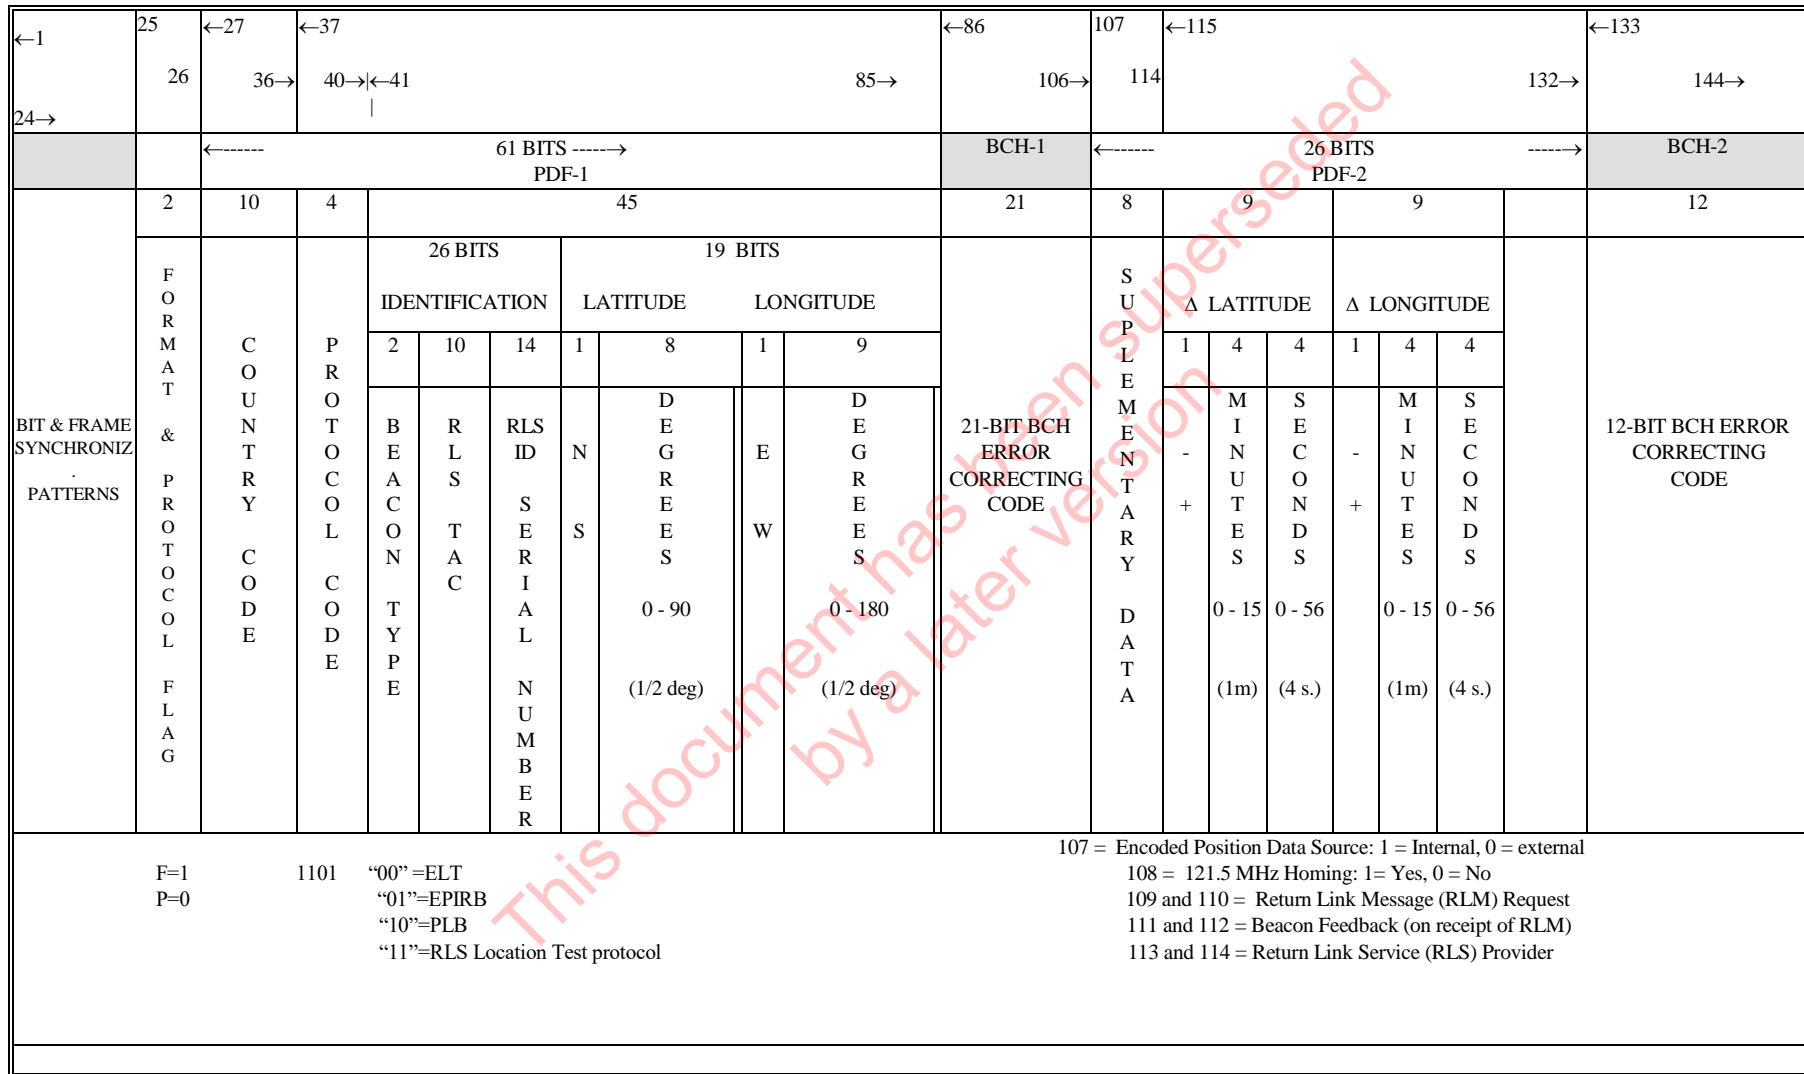 ←1 25 ←27 ←37 ←86 107 ←115 ←133
26 36→ 40→|←41 85→ 106→ 114 132→ 144→
|
24→
←------ 61 BITS -----→ BCH-1 ←------ 26 BITS -----→ BCH-2
PDF-1 PDF-2
2 10 4 45 21 8 9 9 12
26 BITS 19 BITS
IDENTIFICATION LATITUDE LONGITUDE Δ LATITUDE Δ LONGITUDE
2 10 14 1 8 1 9 1 4 4 1 4 4
BIT & FRAME
SYNCHRONIZ
.
PATTERNS
FORMAT & PROTOCOL FLAG
COUNTRY CODE
PROTOCOL CODE
BEACON TYPE
RLS TAC
RLS
ID
SERIAL NUMBER
N
S
DEGREES
0 - 90
(1/2 deg)
E
W
DEGREES
0 - 180
(1/2 deg)
21-BIT BCH
ERROR
CORRECTING
CODE
SUPLEMENTARY DATA
-
+
MINUTES
0 - 15
(1m)
SECONDS
0 - 56
(4 s.)
-
+
MINUTES
0 - 15
(1m)
SECONDS
0 - 56
(4 s.)
12-BIT BCH ERROR
CORRECTING
CODE
F=1 1101 “00” =ELT
P=0 “01”=EPIRB
“10”=PLB
“11”=RLS Location Test protocol
107 = Encoded Position Data Source: 1 = Internal, 0 = external
108 = 121.5 MHz Homing: 1= Yes, 0 = No
109 and 110 = Return Link Message (RLM) Request
111 and 112 = Beacon Feedback (on receipt of RLM)
113 and 114 = Return Link Service (RLS) Provider
This document has been superseded
by a later version